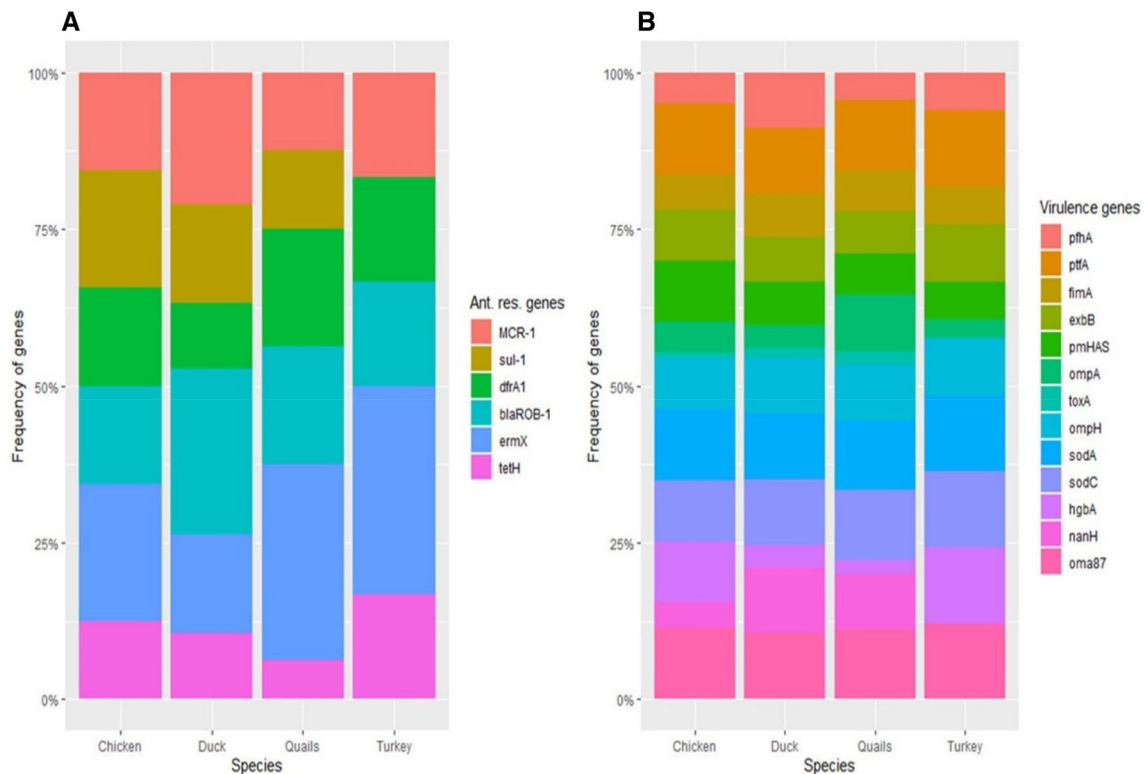 A
Frequency of genes
100%
75%
50%
25%
0%
Chicken
Duck
Quails
Turkey
Species
Ant. res. genes
MCR-1
sul-1
dfrA1
blaROB-1
ermX
tetH
B
Frequency of genes
100%
75%
50%
25%
0%
Chicken
Duck
Quails
Turkey
Species
Virulence genes
pfhA
ptfA
fimA
exbB
pmHAS
ompA
toxA
ompH
sodA
sodC
hgbA
nanH
oma87